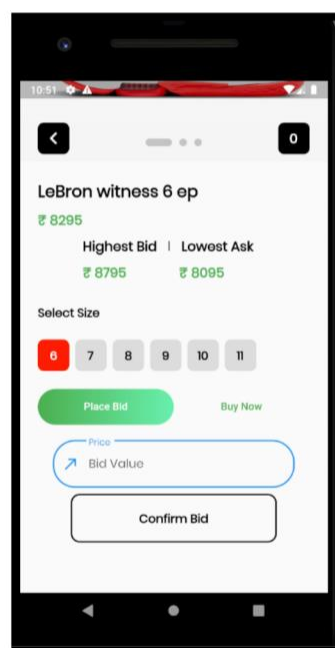 10:51
0
LeBron witness 6 ep
₹ 8295
Highest Bid | Lowest Ask
₹ 8795 ₹ 8095
Select Size
6 7 8 9 10 11
Place Bid Buy Now
Price
Bid Value
Confirm Bid